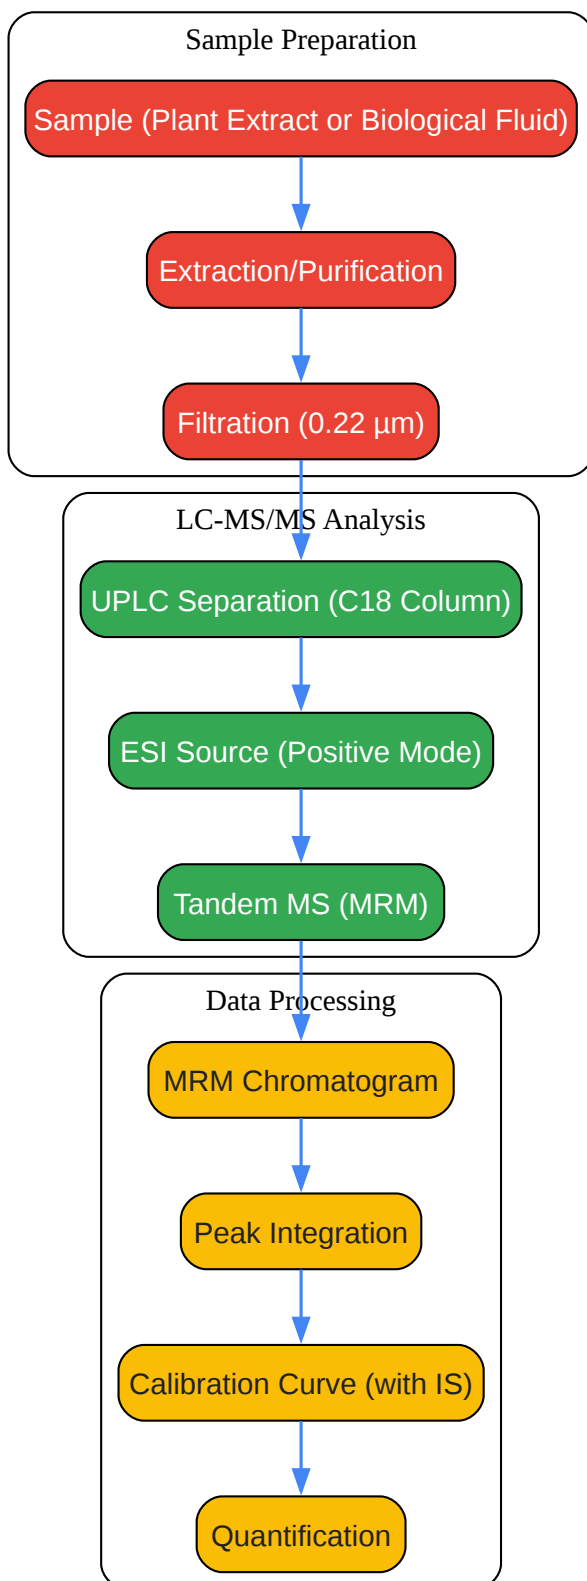 Sample Preparation
Sample (Plant Extract or Biological Fluid)
Extraction/Purification
Filtration (0.22 µm)
LC-MS/MS Analysis
UPLC Separation (C18 Column)
ESI Source (Positive Mode)
Tandem MS (MRM)
Data Processing
MRM Chromatogram
Peak Integration
Calibration Curve (with IS)
Quantification